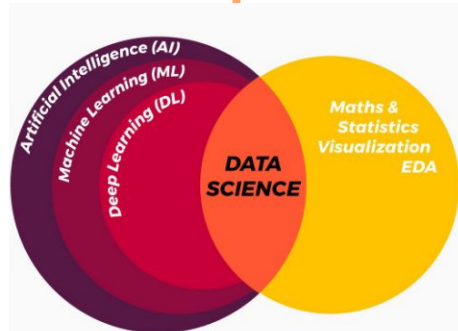 Artificial Intelligence (AI)
Machine Learning (ML)
Deep Learning (DL)
DATA
SCIENCE
Maths &
Statistics
Visualization
EDA